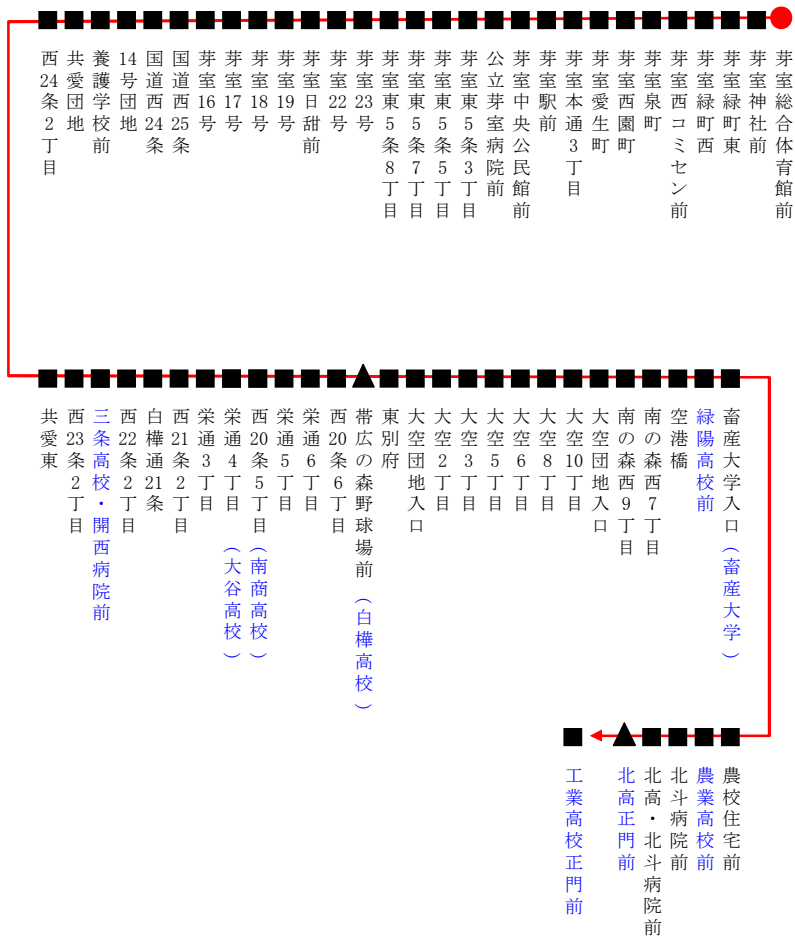 芽室総合体育館前
芽室神社前
芽室緑町東
芽室緑町西
芽室西コミセン前
芽室泉町
芽室西園町
芽室愛生町
芽室本通3丁目
芽室駅前
芽室中央公民館前
公立芽室病院前
芽室東5条3丁目
芽室東5条5丁目
芽室東5条7丁目
芽室東5条8丁目
芽室23号
芽室22号
芽室日甜前
芽室19号
芽室18号
芽室17号
芽室16号
国道西25条
国道西24条
14号団地
養護学校前
共愛団地
西24条2丁目
共愛東
西23条2丁目
三条高校・開西病院前
西22条2丁目
白樺通21条
西21条2丁目
栄通3丁目
栄通4丁目(大谷高校)
西20条5丁目(南商高校)
栄通5丁目
栄通6丁目
西20条6丁目
帯広の森野球場前(白樺高校)
東別府
大空団地入口
大空2丁目
大空3丁目
大空5丁目
大空6丁目
大空8丁目
大空10丁目
大空団地入口
南の森西9丁目
南の森西7丁目
空港橋
緑陽高校前
畜産大学入口(畜産大学)
農校住宅前
農業高校前
北斗病院前
北高・北斗病院前
北高正門前
工業高校正門前